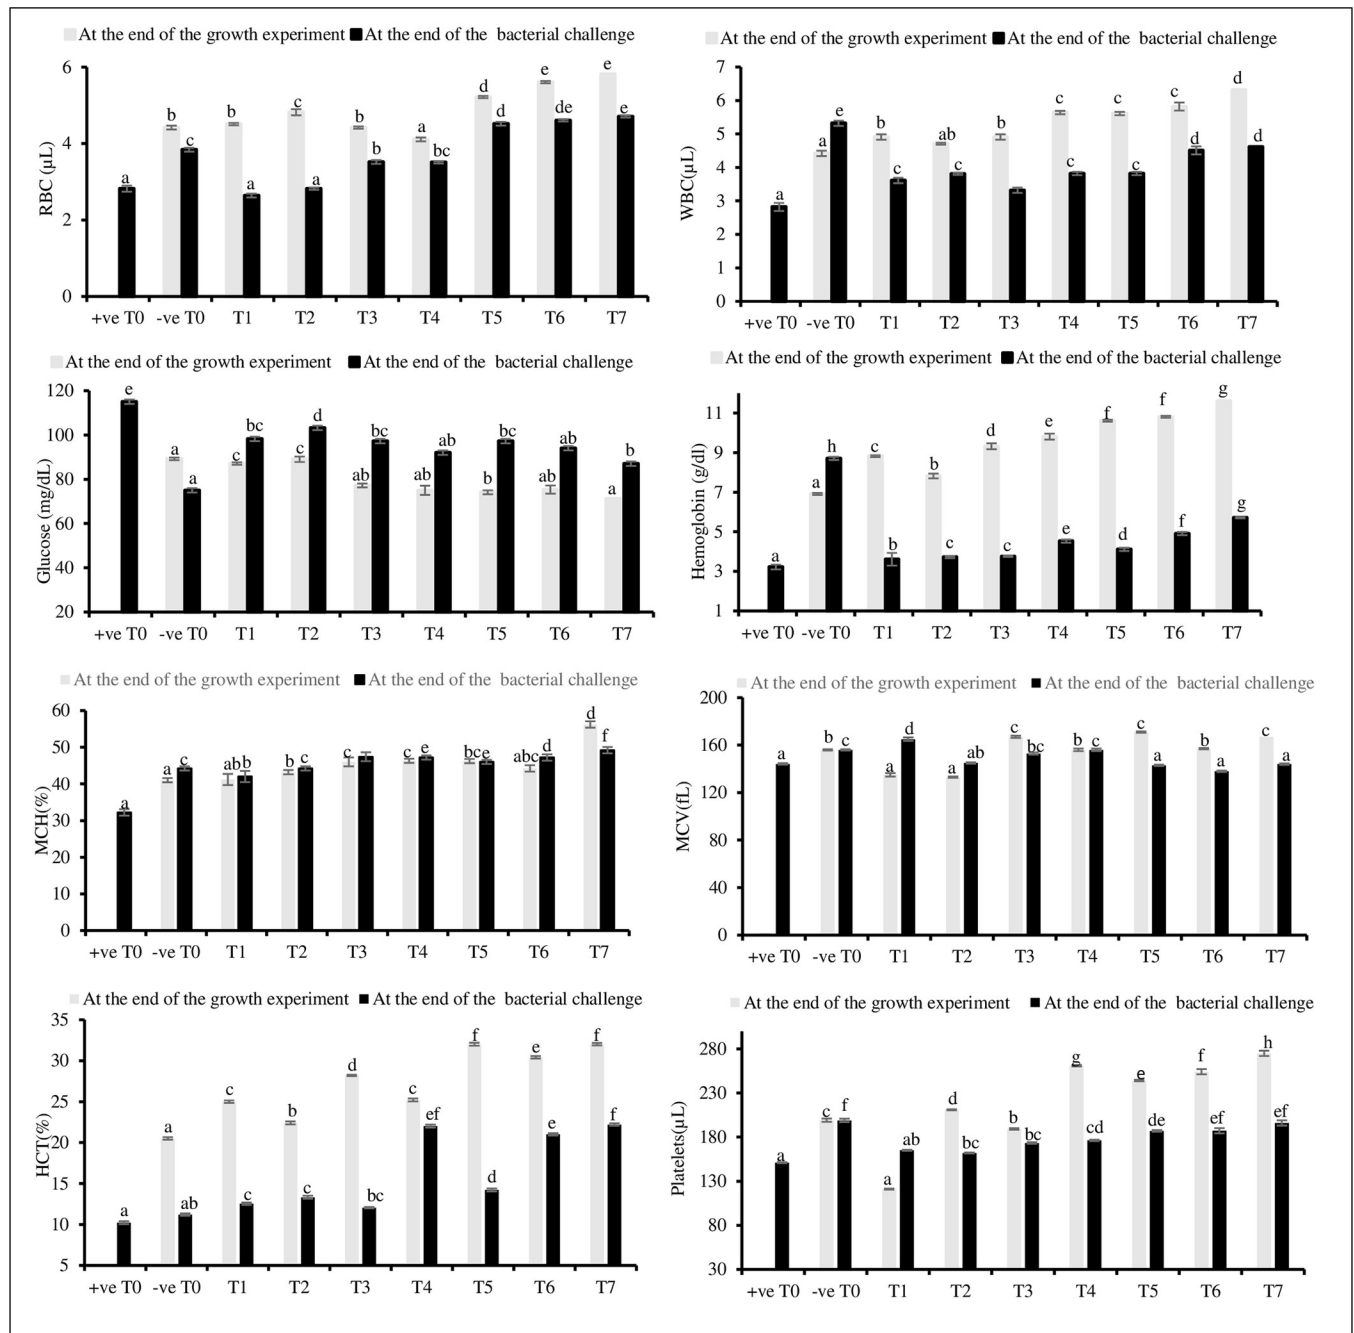 At the end of the growth experiment At the end of the bacterial challenge
RBC (µL)
6
4
2
0
b c b a c a b b a bc d d e de e e a
+ve T0 -ve T0 T1 T2 T3 T4 T5 T6 T7
At the end of the growth experiment At the end of the bacterial challenge
WBC(µL)
7
6
5
4
3
2
1
0
a a e b c ab c b c c c c c d d d
+ve T0 -ve T0 T1 T2 T3 T4 T5 T6 T7
At the end of the growth experiment At the end of the bacterial challenge
Glucose (mg/dL)
120
100
80
60
40
20
e a a c bc c d ab bc ab ab b bc ab ab a b
+ve T0 -ve T0 T1 T2 T3 T4 T5 T6 T7
At the end of the growth experiment At the end of the bacterial challenge
Hemoglobin (g/dl)
11
9
7
5
3
1
a a h c b b c d c e e f d f f g g
+ve T0 -ve T0 T1 T2 T3 T4 T5 T6 T7
At the end of the growth experiment At the end of the bacterial challenge
MCH(%)
60
50
40
30
20
10
0
a a c ab b b c c c e bc e abc d d f
+ve T0 -ve T0 T1 T2 T3 T4 T5 T6 T7
At the end of the growth experiment At the end of the bacterial challenge
MCV(fL)
200
160
120
80
40
0
a b c a d a ab c bc b c c a b a c a
+ve T0 -ve T0 T1 T2 T3 T4 T5 T6 T7
At the end of the growth experiment At the end of the bacterial challenge
HCT(%)
35
30
25
20
15
10
5
a a ab c c b c d bc c ef f d e e f f
+ve T0 -ve T0 T1 T2 T3 T4 T5 T6 T7
At the end of the growth experiment At the end of the bacterial challenge
Platelets(µL)
280
230
180
130
80
30
a c f a ab d bc b bc g cd e de f ef h ef
+ve T0 -ve T0 T1 T2 T3 T4 T5 T6 T7